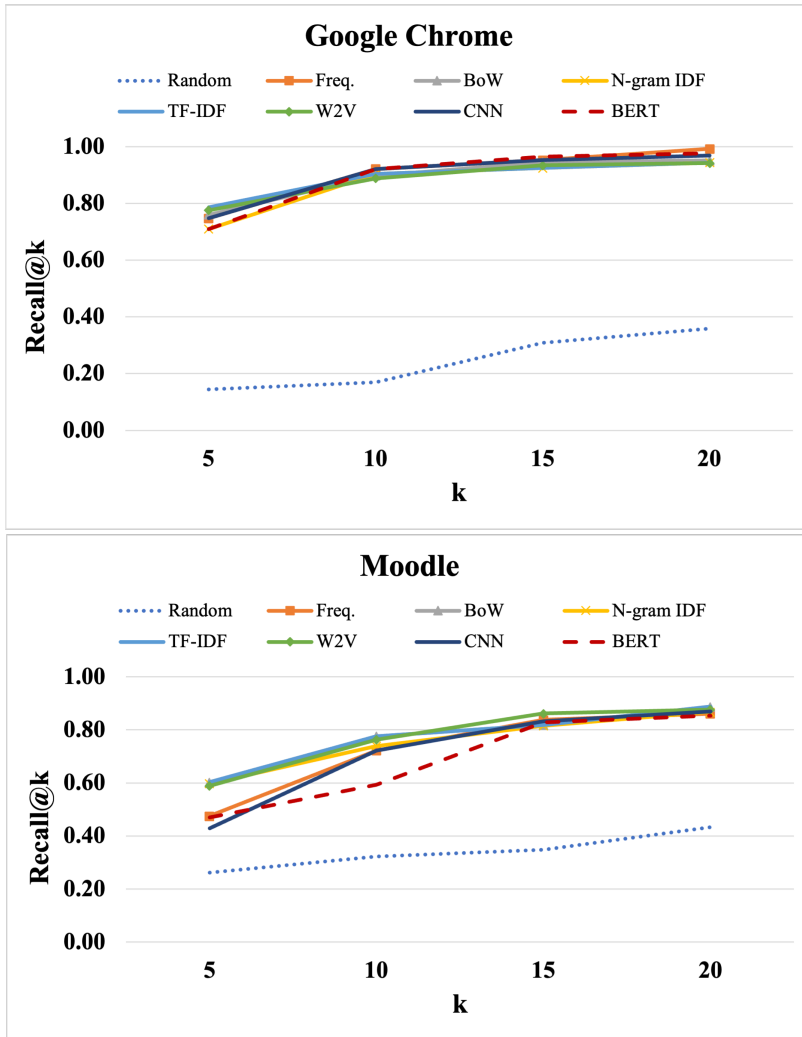 Google Chrome
Random Freq. BoW N-gram IDF
TF-IDF W2V CNN BERT
1.00
0.80
0.60
0.40
0.20
0.00
Recall@k
5 10 15 20
k
Moodle
Random Freq. BoW N-gram IDF
TF-IDF W2V CNN BERT
1.00
0.80
0.60
0.40
0.20
0.00
Recall@k
5 10 15 20
k